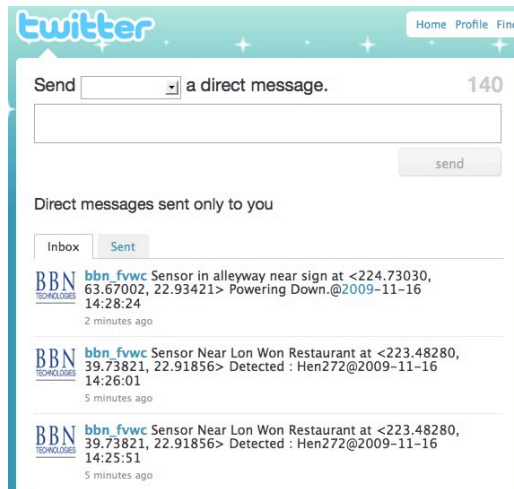 twitter
Home Profile Fin
Send a direct message. 140
send
Direct messages sent only to you
Inbox Sent
BBN TECHNOLOGIES
bbn_fvwc Sensor in alleyway near sign at <224.73030,
63.67002, 22.93421> Powering Down.@2009-11-16
14:28:24
2 minutes ago
BBN TECHNOLOGIES
bbn_fvwc Sensor Near Lon Won Restaurant at <223.48280,
39.73821, 22.91856> Detected : Hen272@2009-11-16
14:26:01
5 minutes ago
BBN TECHNOLOGIES
bbn_fvwc Sensor Near Lon Won Restaurant at <223.48280,
39.73821, 22.91856> Detected : Hen272@2009-11-16
14:25:51
5 minutes ago